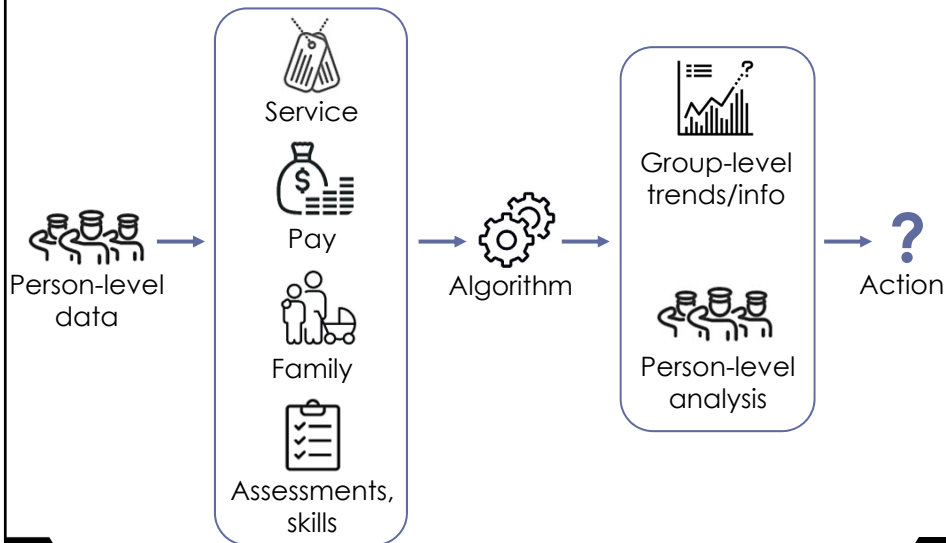 Person-level
data
Service
$
Pay
Family
Assessments,
skills
Algorithm
?
Group-level
trends/info
Person-level
analysis
?
Action